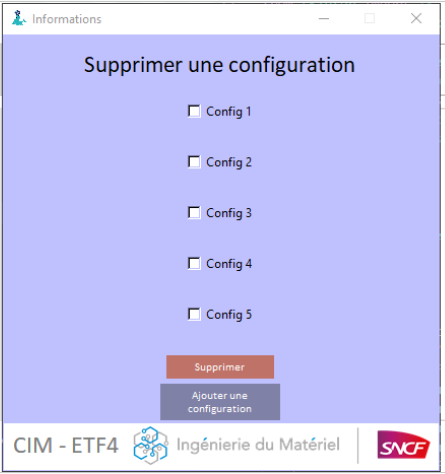 Informations
Supprimer une configuration
Config 1
Config 2
Config 3
Config 4
Config 5
Supprimer
Ajouter une
configuration
CIM - ETF4
Ingénierie du Matériel
SNCF